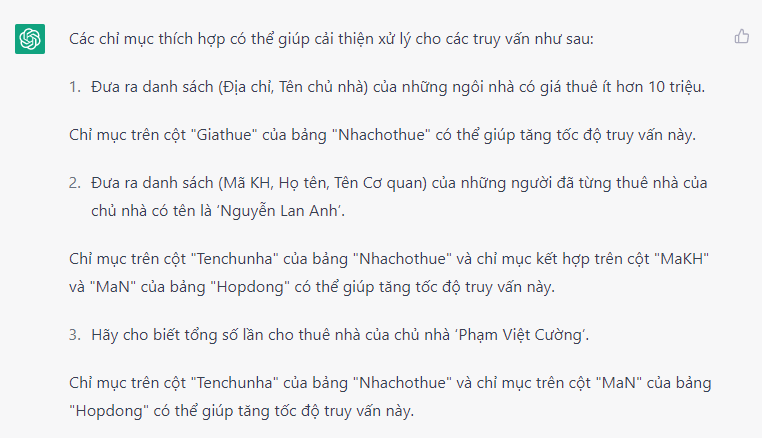 Các chỉ mục thích hợp có thể giúp cải thiện xử lý cho các truy vấn như sau:
1. Đưa ra danh sách (Địa chỉ, Tên chủ nhà) của những ngôi nhà có giá thuê ít hơn 10 triệu.
Chỉ mục trên cột "Giathue" của bảng "Nhachothue" có thể giúp tăng tốc độ truy vấn này.
2. Đưa ra danh sách (Mã KH, Họ tên, Tên Cơ quan) của những người đã từng thuê nhà của
chủ nhà có tên là ‘Nguyễn Lan Anh’.
Chỉ mục trên cột "Tenchunha" của bảng "Nhachothue" và chỉ mục kết hợp trên cột "MaKH"
và "MaN" của bảng "Hopdong" có thể giúp tăng tốc độ truy vấn này.
3. Hãy cho biết tổng số lần cho thuê nhà của chủ nhà ‘Phạm Việt Cường’.
Chỉ mục trên cột "Tenchunha" của bảng "Nhachothue" và chỉ mục trên cột "MaN" của bảng
"Hopdong" có thể giúp tăng tốc độ truy vấn này.